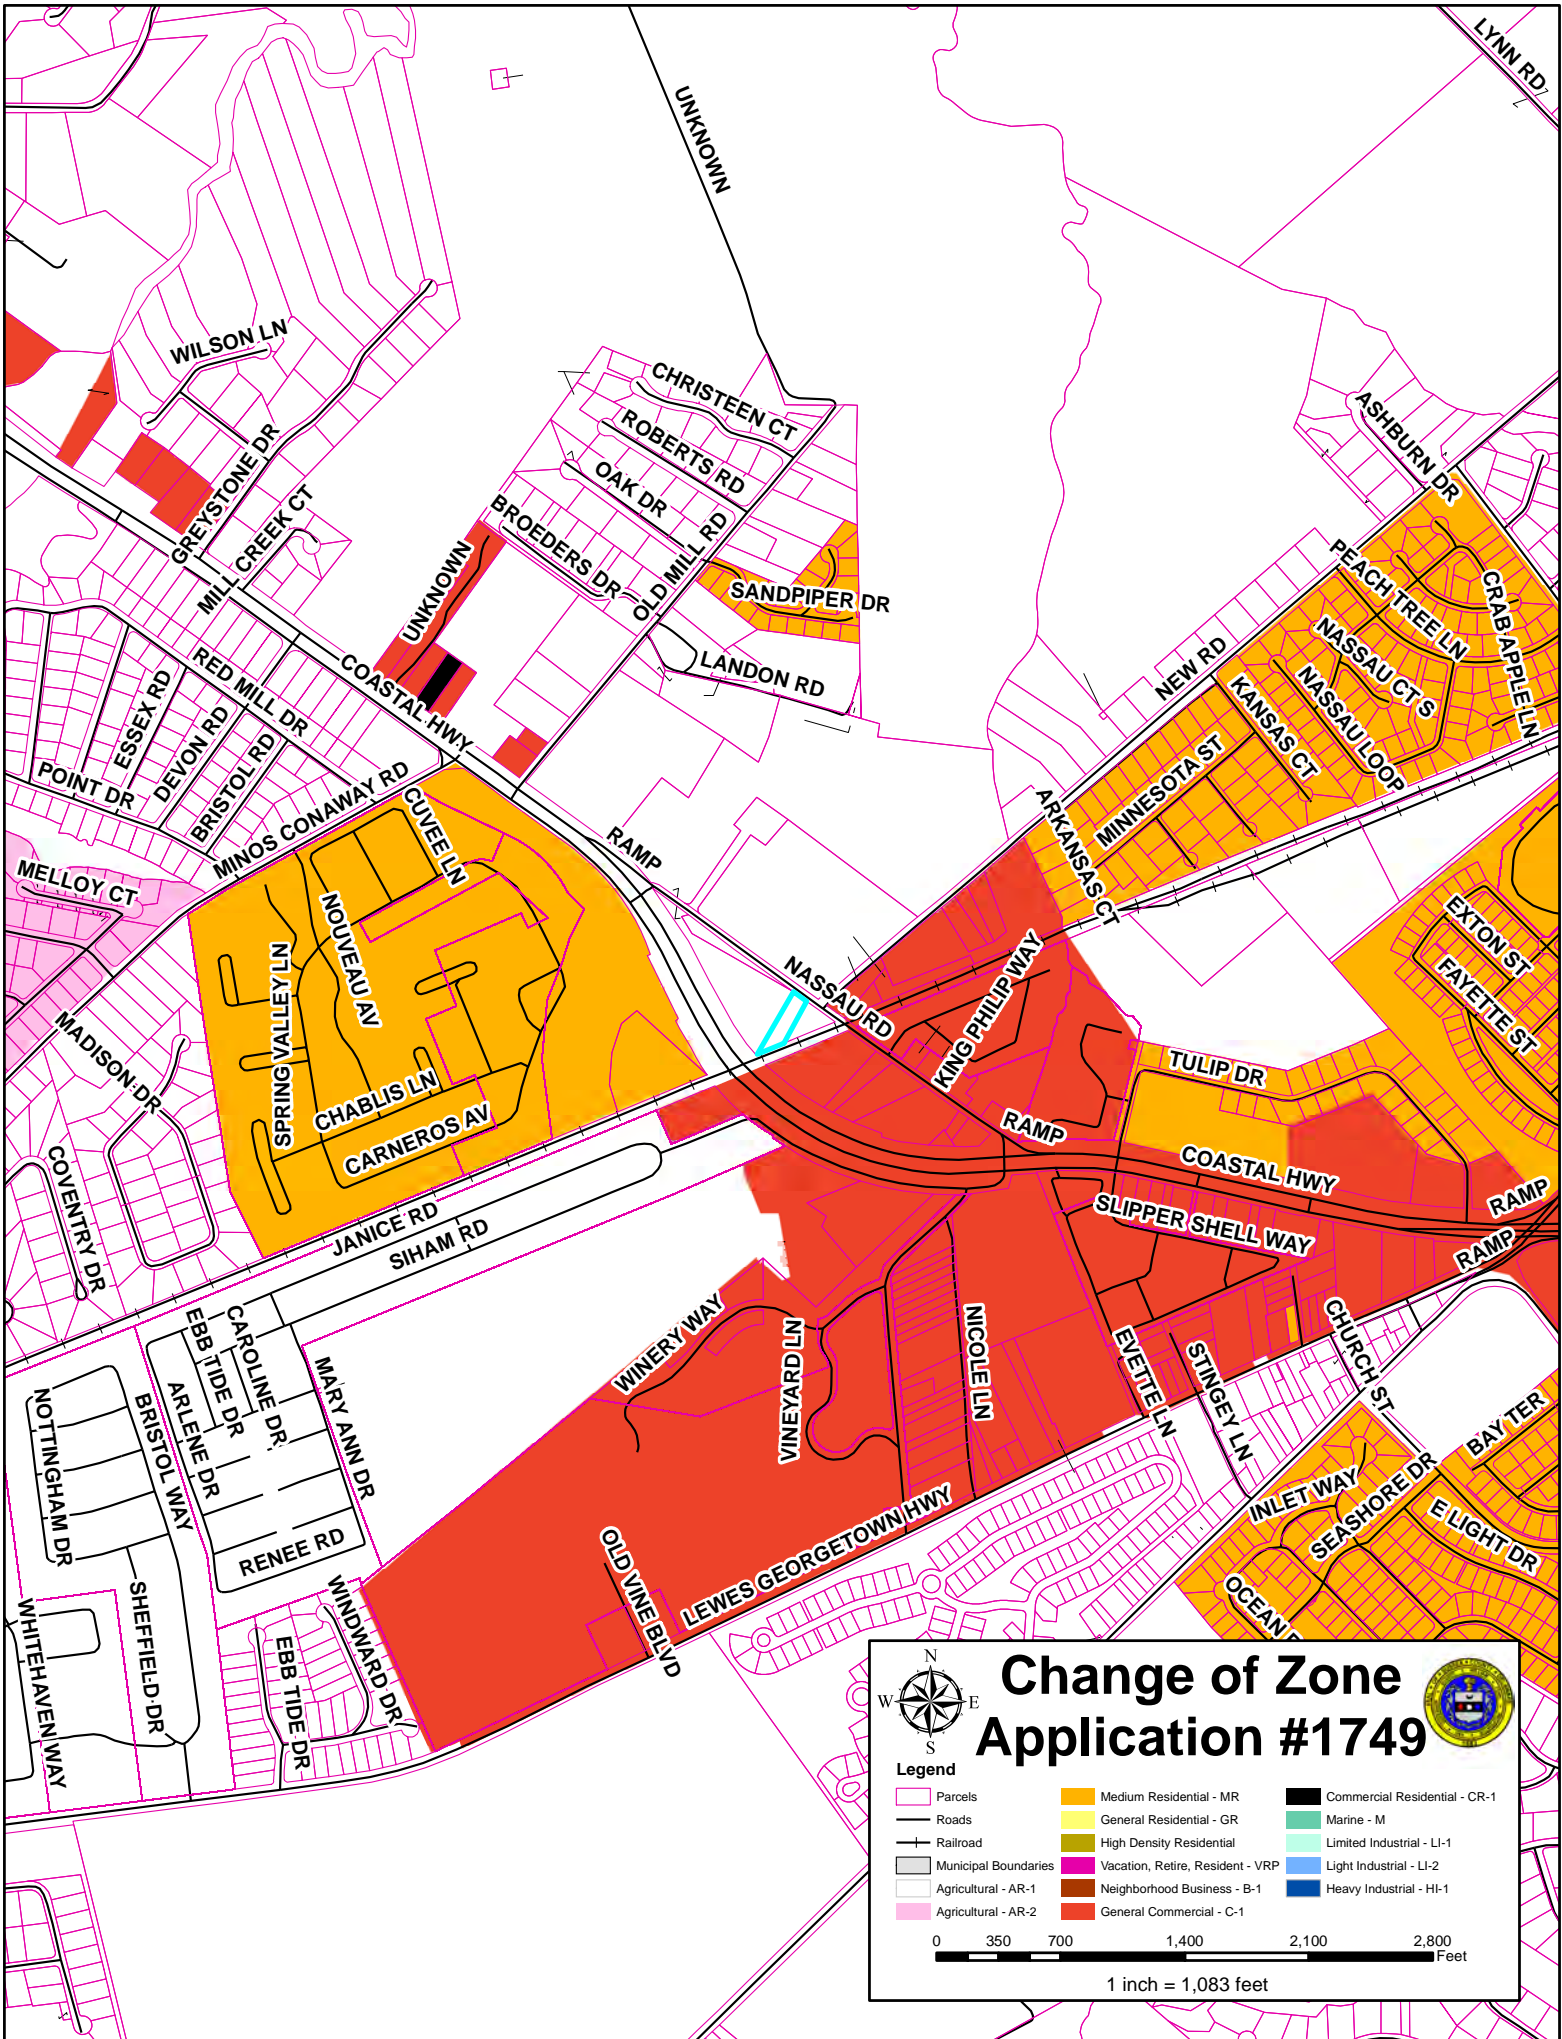 LYNN RD
UNKNOWN
WILSON LN
CHRISTEEN CT
ROBERTS RD
OAK DR
BROEDERS DR
OLD MILL RD
ASHBURN DR
GREYSTONE DR
MILL CREEK CT
UNKNOWN
SANDPIPER DR
LANDON RD
PEACH TREE LN
CRAB APPLE LN
NASSAU CT S
NASSAU LOOP
NEW RD
KANSAS CT
MINNESOTA ST
ARKANSAS CT
RED MILL DR
COASTAL HWY
ESSEX RD
DEVON RD
BRISTOL RD
POINT DR
MINOS CONAWAY RD
CUVEE LN
RAMP
MELLOY CT
NOUVEAU AV
SPRING VALLEY LN
MADISON DR
CHABLIS LN
CARNEROS AV
NASSAU RD
KING PHILIP WAY
EXTON ST
FAYETTE ST
TULIP DR
RAMP
COASTAL HWY
SLIPPER SHELL WAY
RAMP
RAMP
COVENTRY DR
JANICE RD
SIHAM RD
WINERY WAY
VINEYARD LN
NICOLE LN
EVETTE LN
STINGEY LN
CHURCH ST
EBB TIDE DR
CAROLINE DR
MARY ANN DR
ARLENE DR
BRISTOL WAY
NOTTINGHAM DR
RENEE RD
BAY TER
INLET WAY
SEASHORE DR
E LIGHT DR
OCEAN
OLD VINE BLVD
LEWES GEORGETOWN HWY
WHITEHAVEN WAY
SHEFFIELD DR
EBB TIDE DR
WINDWARD DR
N
W
E
S
Change of Zone
Application #1749
Legend
Parcels
Roads
Railroad
Municipal Boundaries
Agricultural - AR-1
Agricultural - AR-2
Medium Residential - MR
General Residential - GR
High Density Residential
Vacation, Retire, Resident - VRP
Neighborhood Business - B-1
General Commercial - C-1
Commercial Residential - CR-1
Marine - M
Limited Industrial - LI-1
Light Industrial - LI-2
Heavy Industrial - HI-1
0 350 700 1,400 2,100 2,800
Feet
1 inch = 1,083 feet